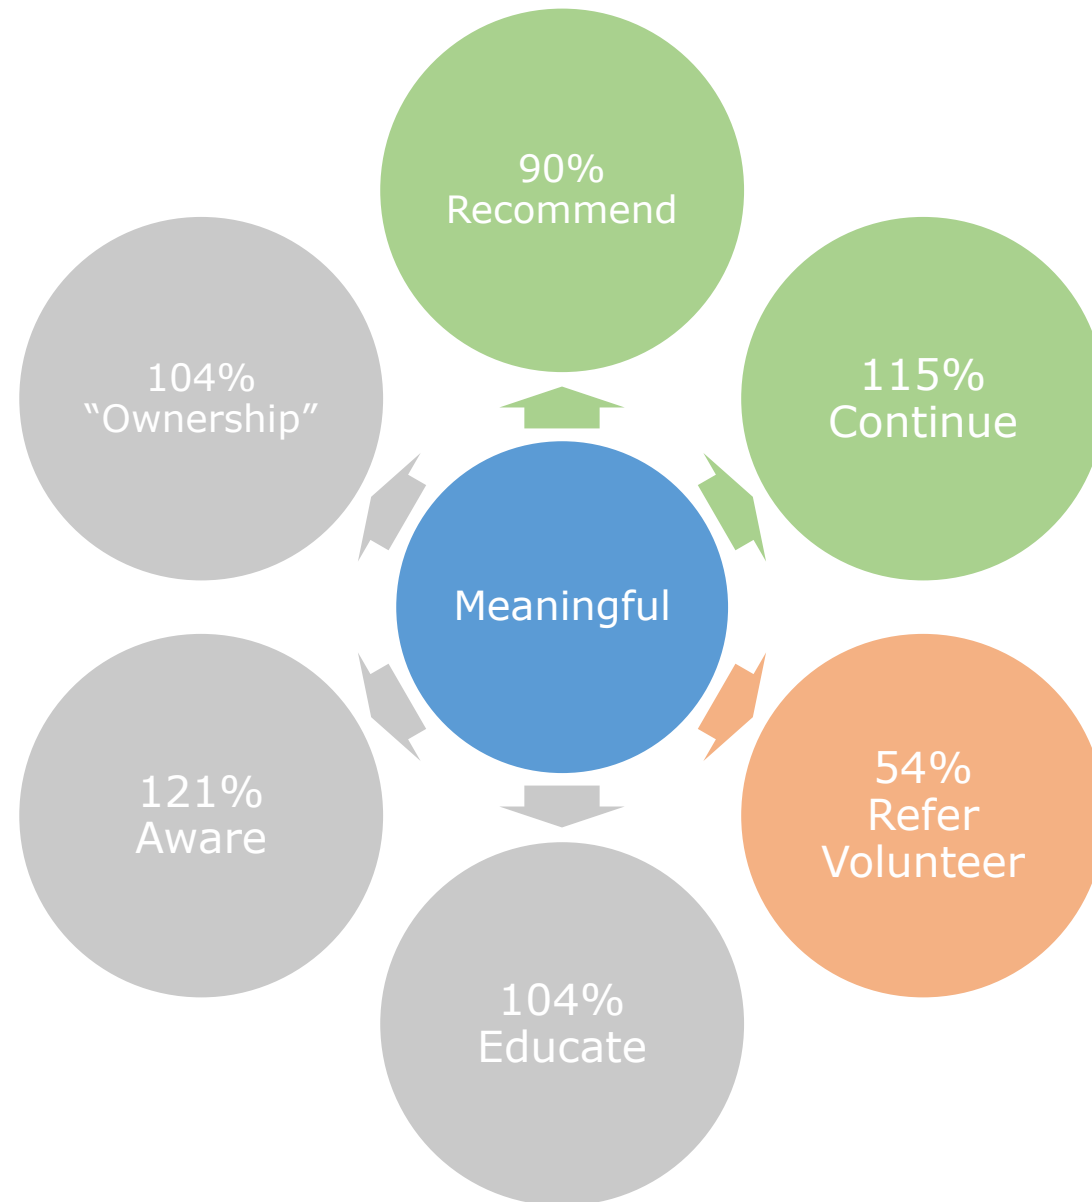 90%
Recommend
115%
Continue
54%
Refer
Volunteer
104%
Educate
121%
Aware
104%
“Ownership”
Meaningful